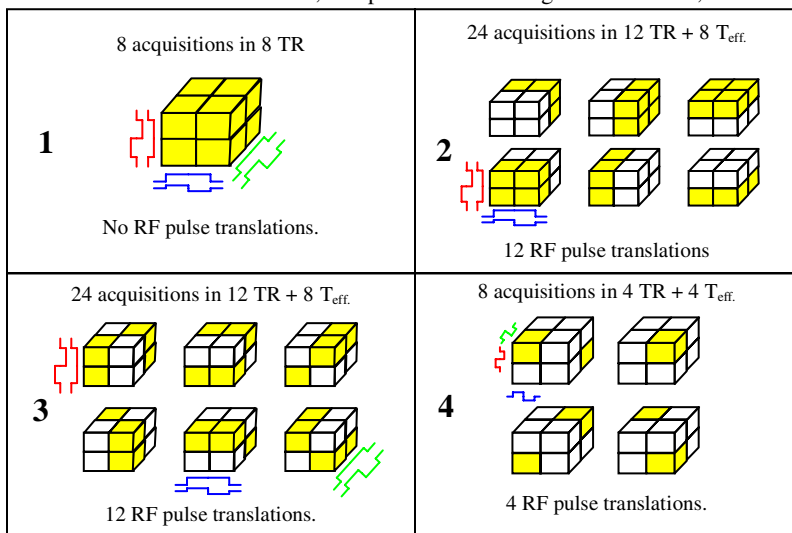 8 acquisitions in 8 TR
1
No RF pulse translations.
24 acquisitions in 12 TR + 8 Teff.
2
12 RF pulse translations
24 acquisitions in 12 TR + 8 Teff.
3
12 RF pulse translations.
8 acquisitions in 4 TR + 4 Teff.
4
4 RF pulse translations.